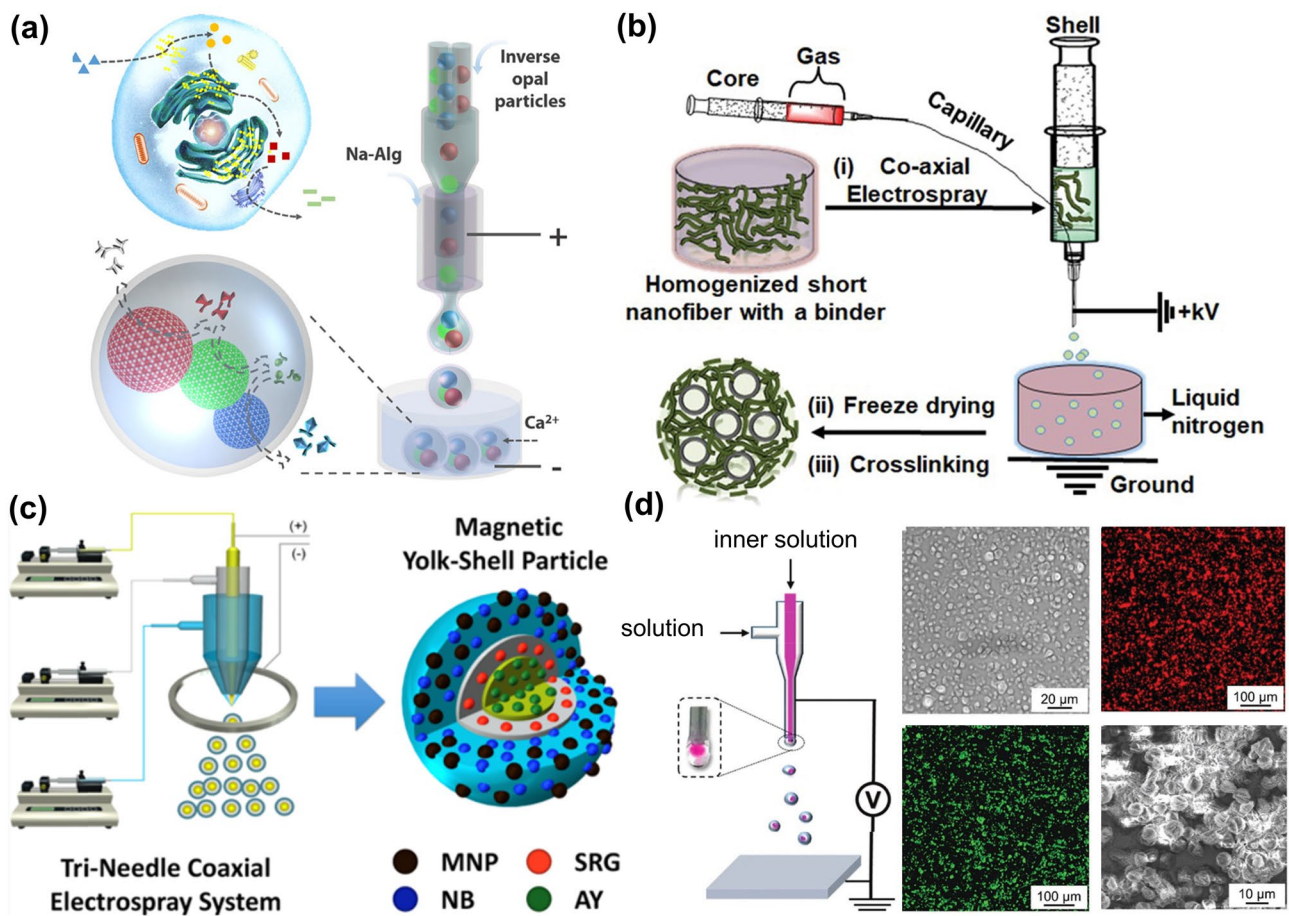 (a)
Inverse
opal
particles
Na-Alg
+
Ca²⁺
-
(b)
Shell
Gas
Core
Capillary
(i) Co-axial
Electrospray
Homogenized short
nanofiber with a binder
+kV
(ii) Freeze drying
(iii) Crosslinking
Liquid
nitrogen
Ground
(c)
(+)
(-)
Magnetic
Yolk-Shell Particle
Tri-Needle Coaxial
Electrospray System
MNP
SRG
NB
AY
(d)
inner solution
solution
V
20 μm
100 μm
100 μm
10 μm